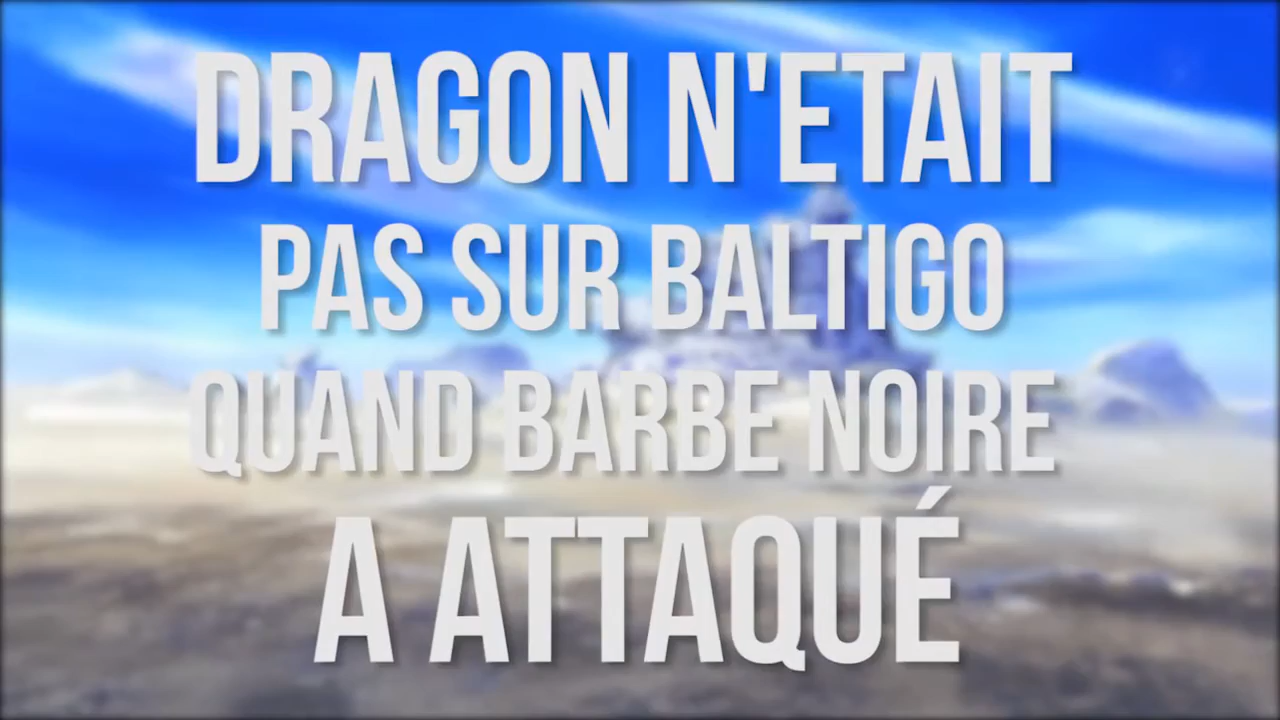 DRAGON N'ETAIT
PAS SUR BALTIGO
QUAND BARBE NOIRE
A ATTAQUÉ